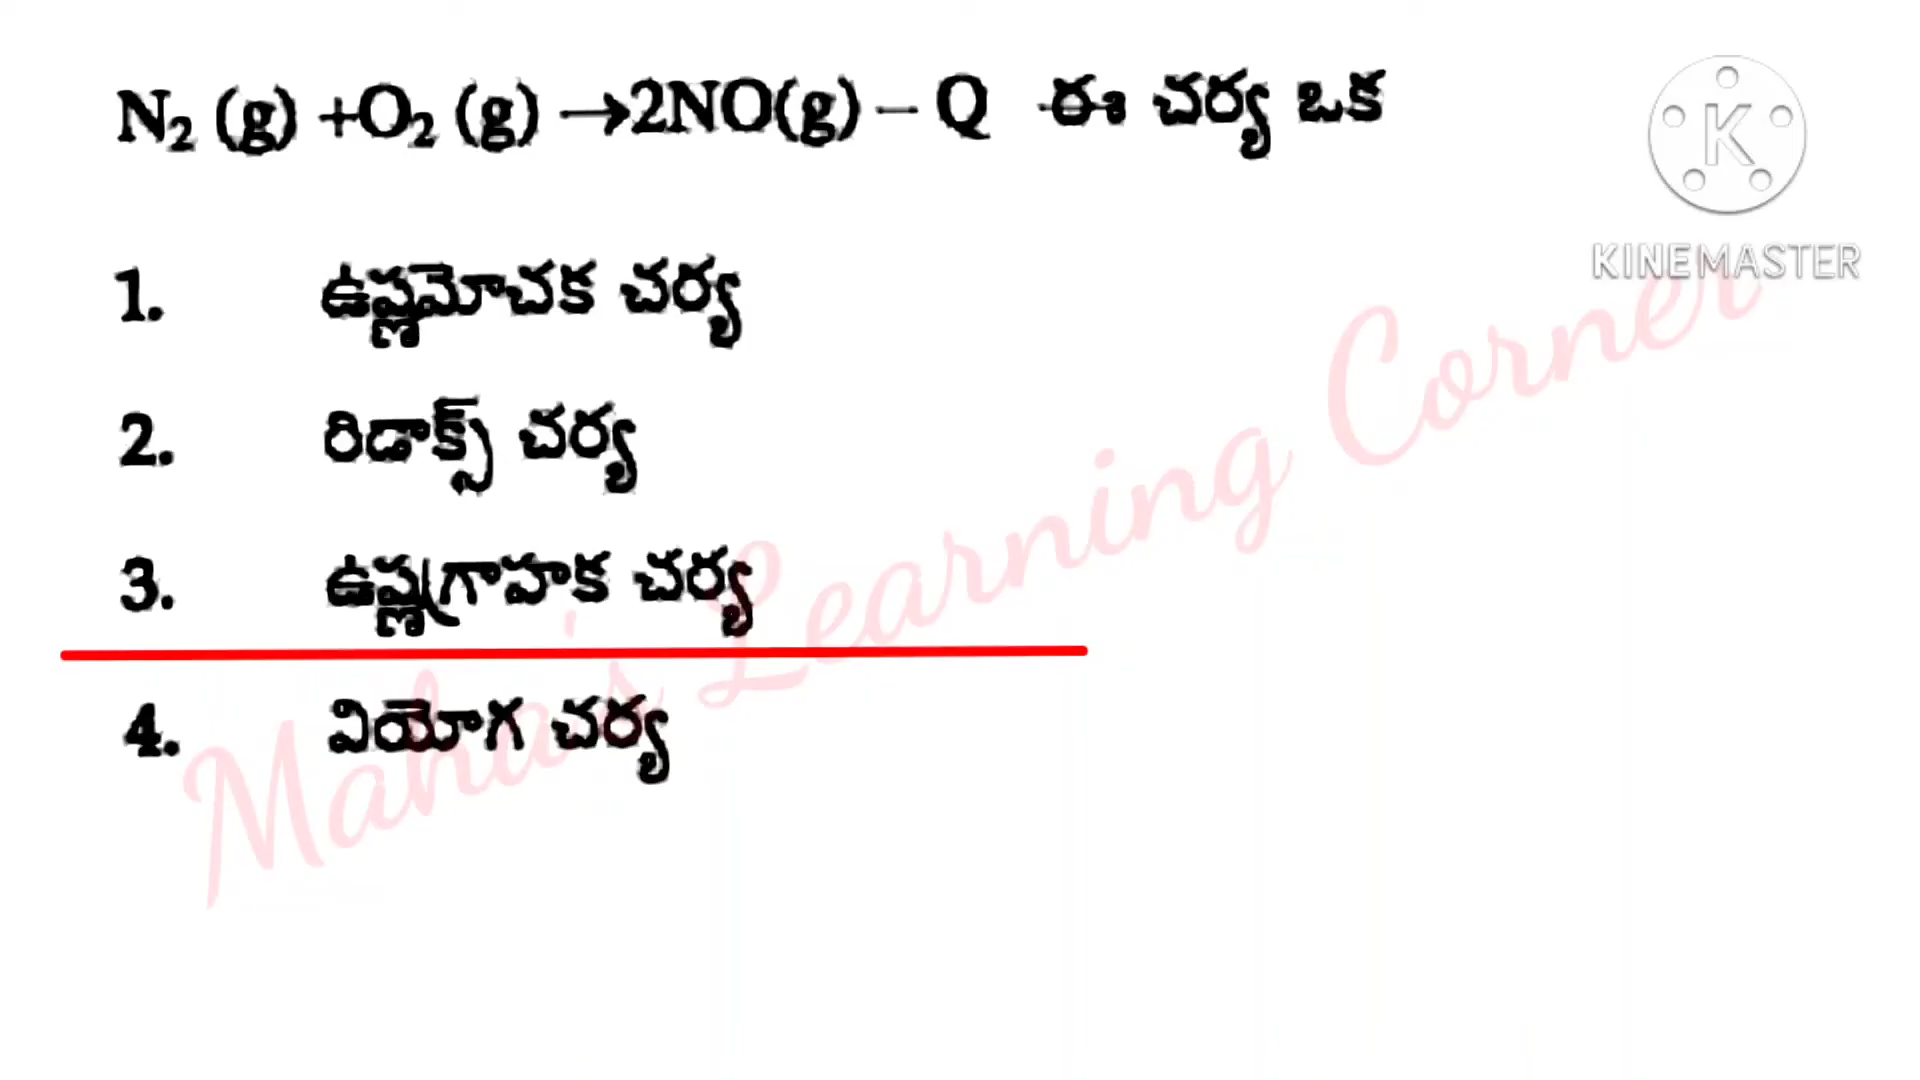 N₂ (g) +O₂ (g) →2NO(g) – Q ఈ చర్య ఒక
KINEMASTER
1. ఉష్ణమోచక చర్య
2. రిడాక్స్ చర్య
3. ఉష్ణగ్రాహక చర్య
4. వియోగ చర్య
Maha's Learning Corner